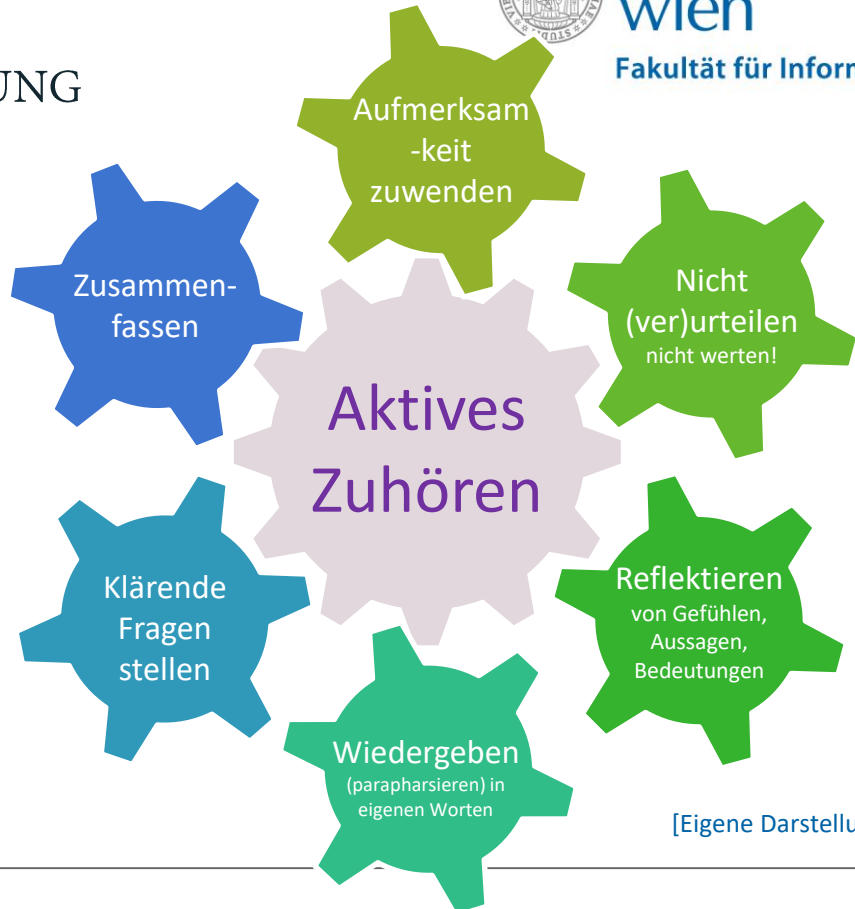 wien
Fakultät für Inform
UNG
Aufmerksam
-keit
zuwenden
Nicht
(ver)urteilen
nicht werten!
Reflektieren
von Gefühlen,
Aussagen,
Bedeutungen
Wiedergeben
(parapharsieren) in
eigenen Worten
Klärende
Fragen
stellen
Zusammen-
fassen
Aktives
Zuhören
[Eigene Darstellu